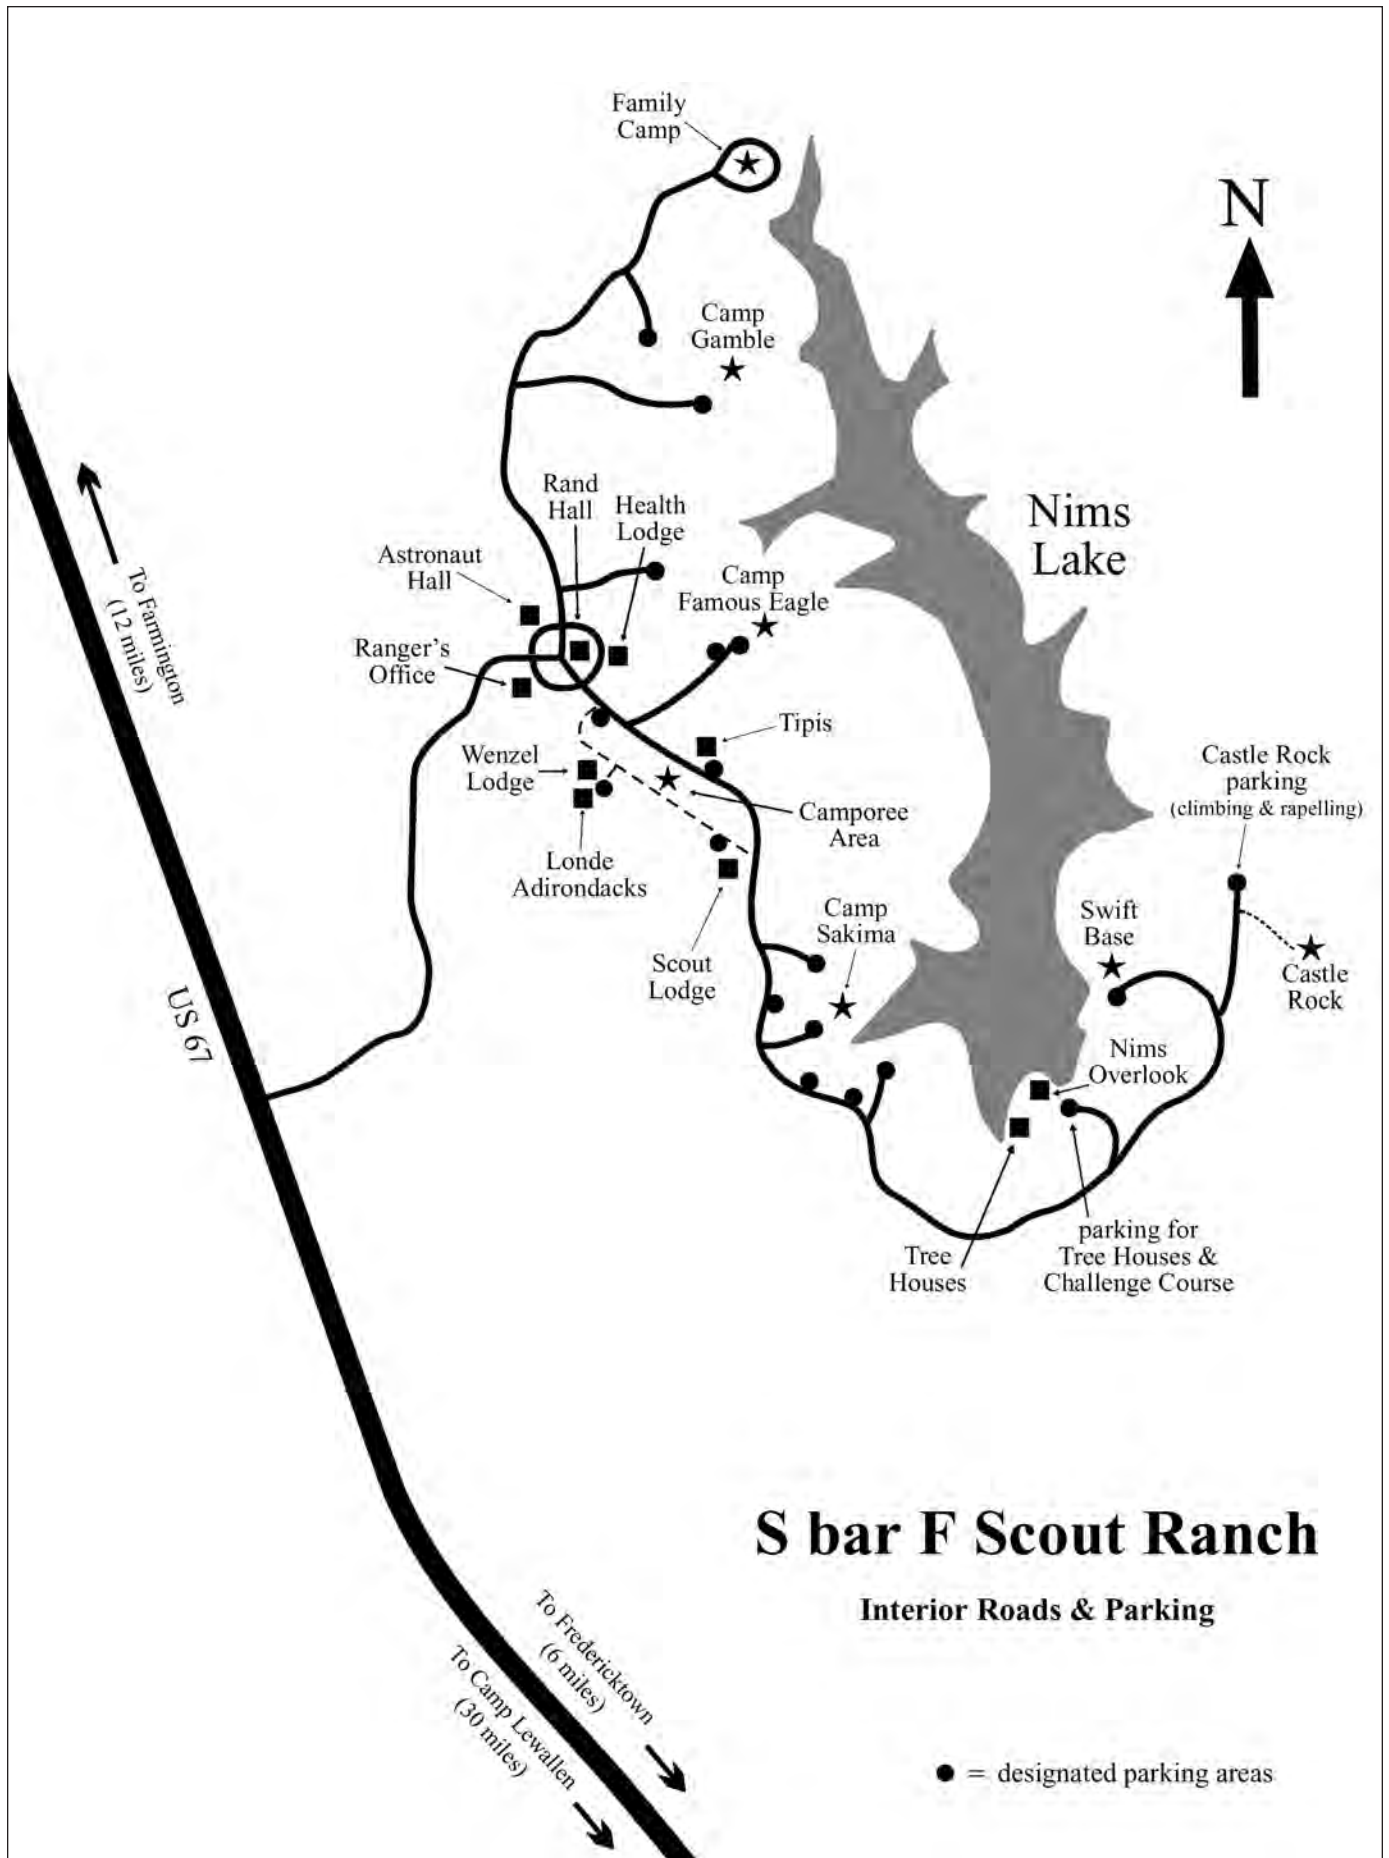 Family
Camp
N
Camp
Gamble
Rand
Hall
Health
Lodge
Nims
Lake
Astronaut
Hall
Camp
Famous Eagle
To Farmington
(12 miles)
Ranger's
Office
Tipis
Wenzel
Lodge
Castle Rock
parking
(climbing & rapelling)
Camporee
Area
Londe
Adirondacks
Camp
Sakima
Swift
Base
Scout
Lodge
Castle
Rock
US 67
Nims
Overlook
parking for
Tree Houses &
Challenge Course
Tree
Houses
S bar F Scout Ranch
Interior Roads & Parking
To Fredericktown
(6 miles)
To Camp Lewallen
(30 miles)
= designated parking areas